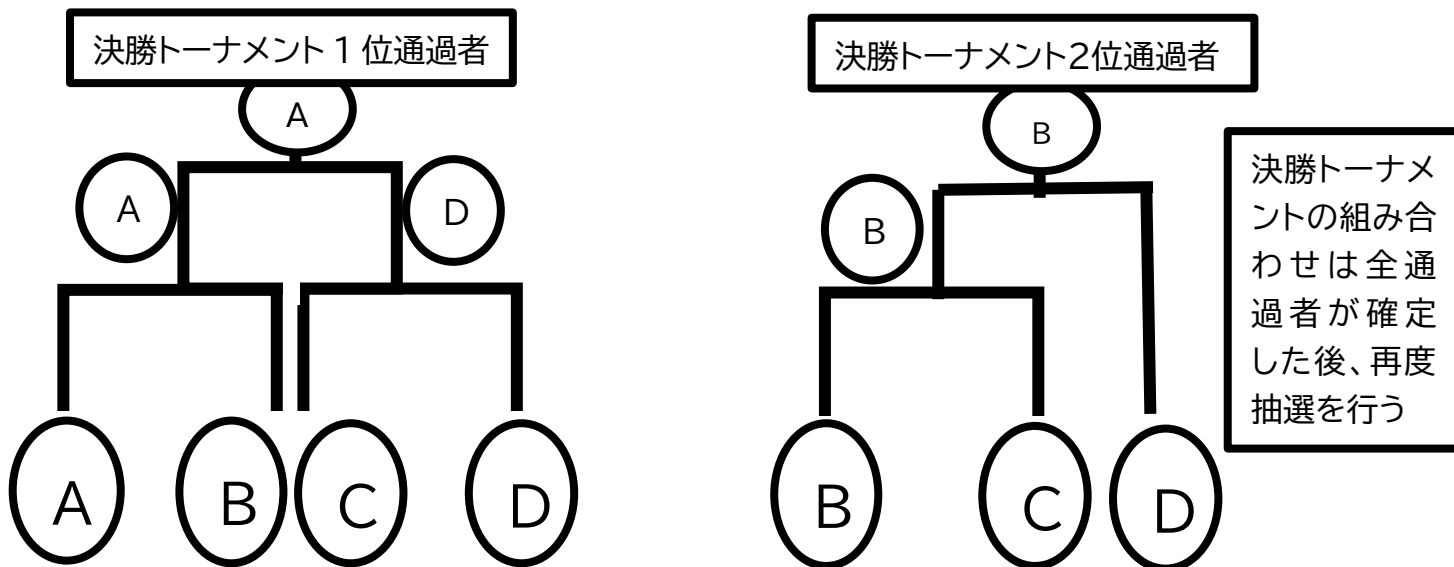 決勝トーナメント1位通過者
A
A
D
A
B
C
D
決勝トーナメント2位通過者
B
B
B
C
D
決勝トーナメ
ントの組み合
わせは全通
過者が確定
した後、再度
抽選を行う